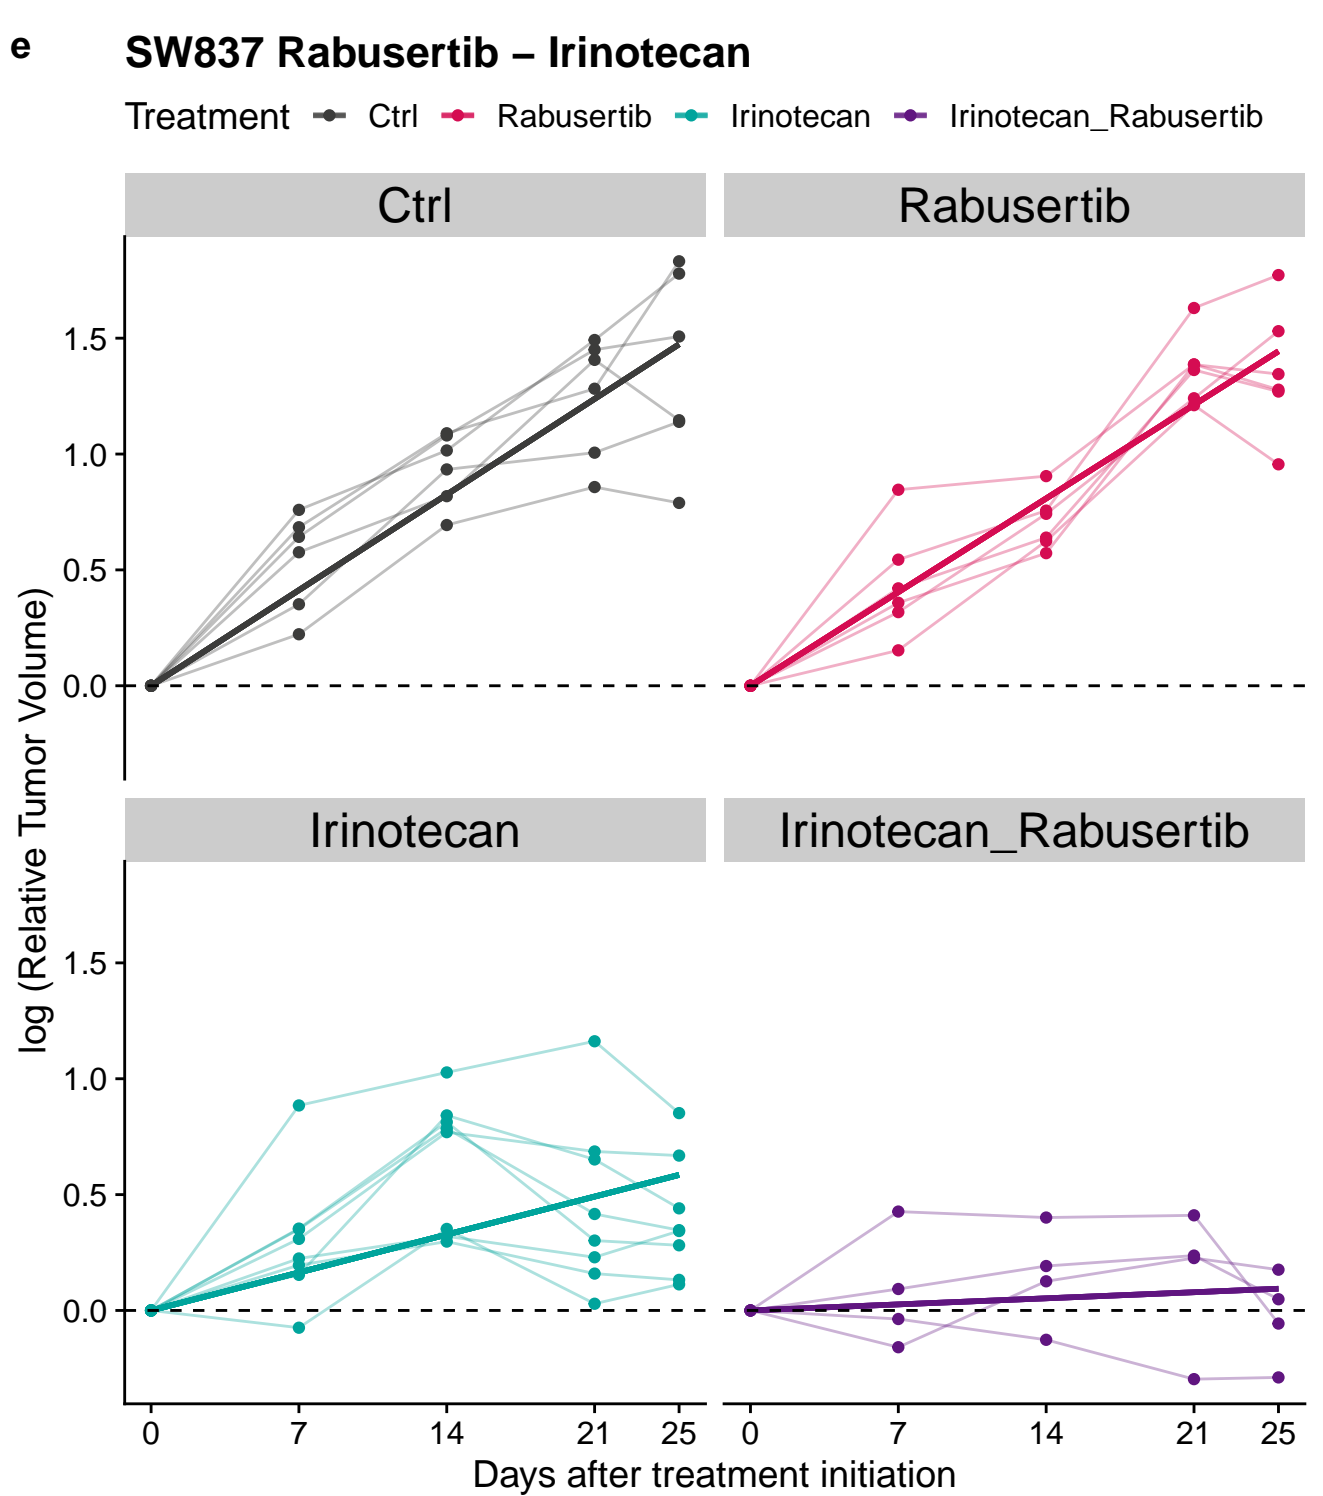 e
SW837 Rabusertib – Irinotecan
Treatment Ctrl Rabusertib Irinotecan Irinotecan_Rabusertib
Ctrl Rabusertib
1.5
1.0
0.5
0.0
log (Relative Tumor Volume)
Irinotecan Irinotecan_Rabusertib
1.5
1.0
0.5
0.0
0 7 14 21 25 0 7 14 21 25
Days after treatment initiation